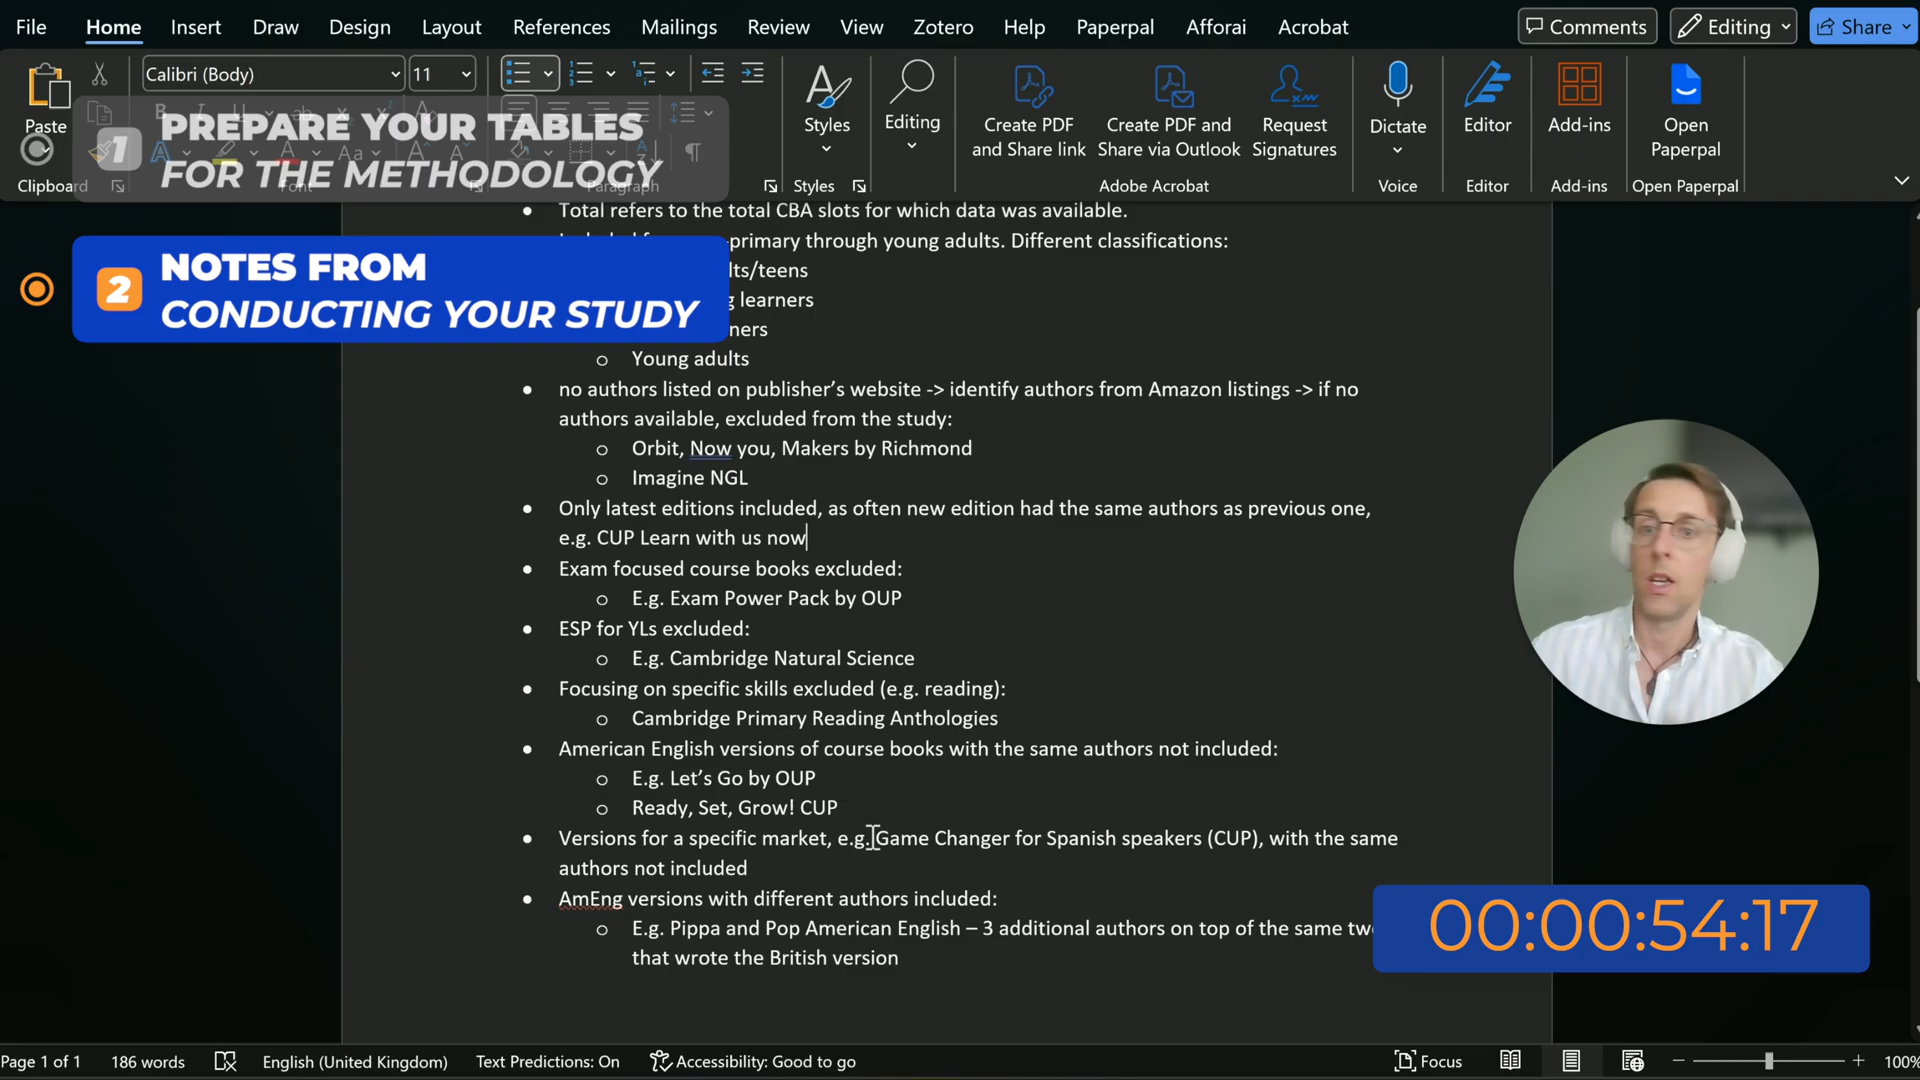 File Home Insert Draw Design Layout References Mailings Review View Zotero Help Paperpal Afforai Acrobat Comments Editing Share
Calibri (Body) 11
Paste Styles Editing Create PDF and Share link Create PDF and Share via Outlook Request Signatures Dictate Editor Add-ins Open Paperpal
Clipboard Font Paragraph Styles Adobe Acrobat Voice Editor Add-ins Open Paperpal
1 PREPARE YOUR TABLES
FOR THE METHODOLOGY
2 NOTES FROM
CONDUCTING YOUR STUDY
• Total refers to the total CBA slots for which data was available.
primary through young adults. Different classifications:
lts/teens
g learners
ners
o Young adults
• no authors listed on publisher’s website -> identify authors from Amazon listings -> if no
authors available, excluded from the study:
o Orbit, Now you, Makers by Richmond
o Imagine NGL
• Only latest editions included, as often new edition had the same authors as previous one,
e.g. CUP Learn with us now
• Exam focused course books excluded:
o E.g. Exam Power Pack by OUP
• ESP for YLs excluded:
o E.g. Cambridge Natural Science
• Focusing on specific skills excluded (e.g. reading):
o Cambridge Primary Reading Anthologies
• American English versions of course books with the same authors not included:
o E.g. Let’s Go by OUP
o Ready, Set, Grow! CUP
• Versions for a specific market, e.g. Game Changer for Spanish speakers (CUP), with the same
authors not included
• AmEng versions with different authors included:
o E.g. Pippa and Pop American English – 3 additional authors on top of the same tw
that wrote the British version
00:00:54:17
Page 1 of 1 186 words English (United Kingdom) Text Predictions: On Accessibility: Good to go Focus 100%